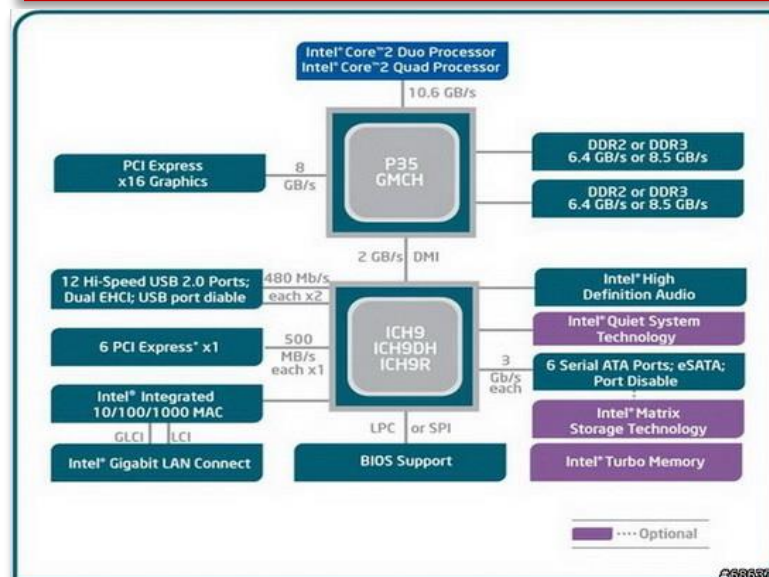 Intel® Core™2 Duo Processor
Intel® Core™2 Quad Processor
10.6 GB/s
P35
GMCH
PCI Express
x16 Graphics
8
GB/s
DDR2 or DDR3
6.4 GB/s or 8.5 GB/s
DDR2 or DDR3
6.4 GB/s or 8.5 GB/s
2 GB/s DMI
12 Hi-Speed USB 2.0 Ports;
Dual EHCI; USB port diable
480 Mb/s
each x2
Intel® High
Definition Audio
ICH9
ICH9DH
ICH9R
Intel® Quiet System
Technology
6 PCI Express® x1
500
MB/s
each x1
3
Gb/s
each
6 Serial ATA Ports; eSATA;
Port Disable
Intel® Integrated
10/100/1000 MAC
Intel® Matrix
Storage Technology
GLCI LCI
LPC or SPI
Intel® Gigabit LAN Connect
BIOS Support
Intel® Turbo Memory
Optional